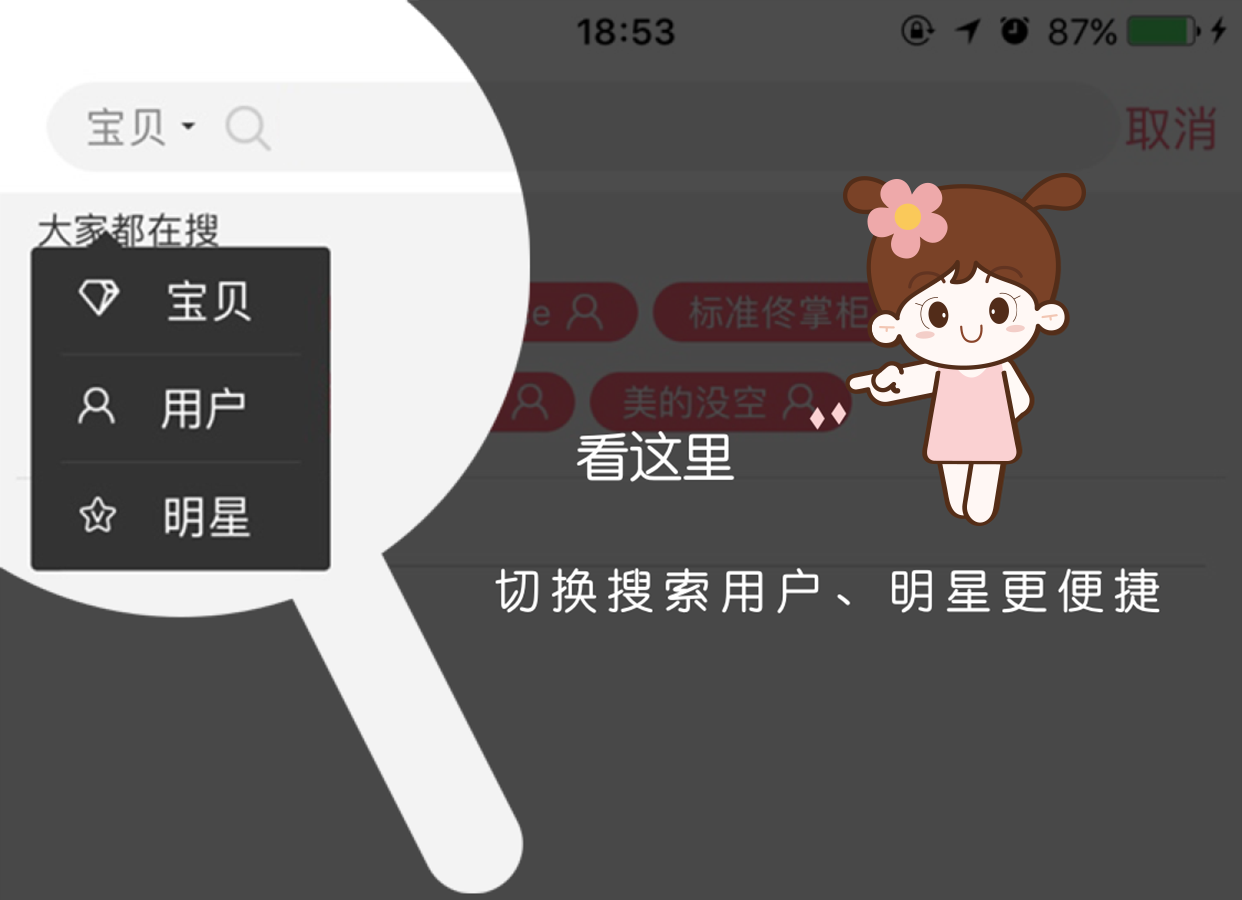 18:53
87%
宝贝
取消
大家都在搜
宝贝
用户
明星
e
标准佟掌柜
美的没空
看这里
切换搜索用户、明星更便捷